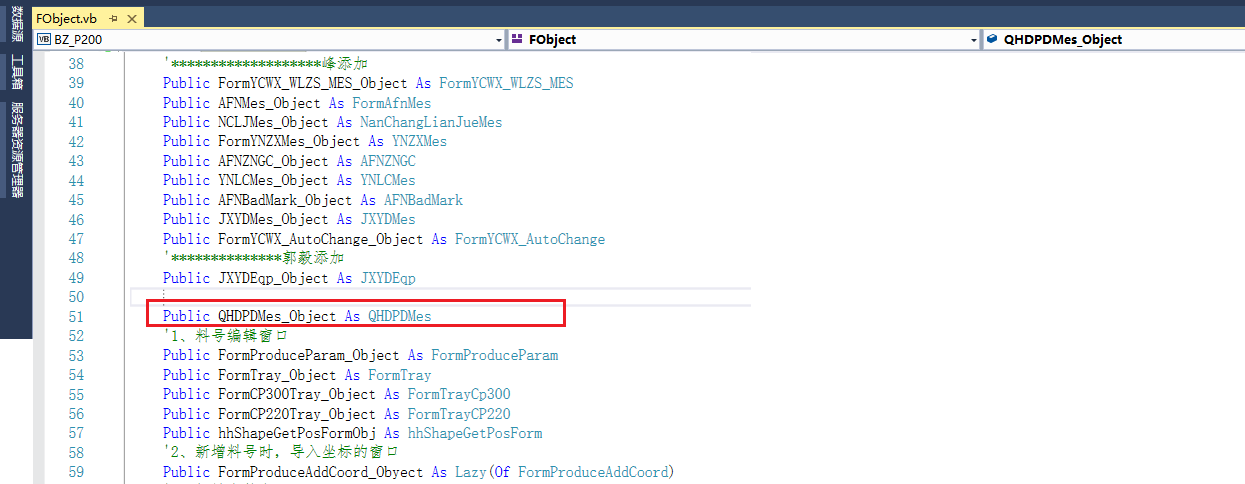 数据源
工具箱
服务器资源管理器
FObject.vb
VB BZ_P200
FObject
QHDPDMes_Object
38 '*******************峰添加
39 Public FormYCWX_WLZS_MES_Object As FormYCWX_WLZS_MES
40 Public AFNMes_Object As FormAfnMes
41 Public NCLJMes_Object As NanChangLianJueMes
42 Public FormYNZXMes_Object As YNZXMes
43 Public AFNZNGC_Object As AFNZNGC
44 Public YNLCMes_Object As YNLCMes
45 Public AFNBadMark_Object As AFNBadMark
46 Public JXYDMes_Object As JXYDMes
47 Public FormYCWX_AutoChange_Object As FormYCWX_AutoChange
48 '**************郭毅添加
49 Public JXYDEqp_Object As JXYDEqp
50
51 Public QHDPDMes_Object As QHDPDMes
52 '1、料号编辑窗口
53 Public FormProduceParam_Object As FormProduceParam
54 Public FormTray_Object As FormTray
55 Public FormCP300Tray_Object As FormTrayCp300
56 Public FormCP220Tray_Object As FormTrayCP220
57 Public hhShapeGetPosFormObj As hhShapeGetPosForm
58 '2、新增料号时，导入坐标的窗口
59 Public FormProduceAddCoord_Obyect As Lazy(Of FormProduceAddCoord)